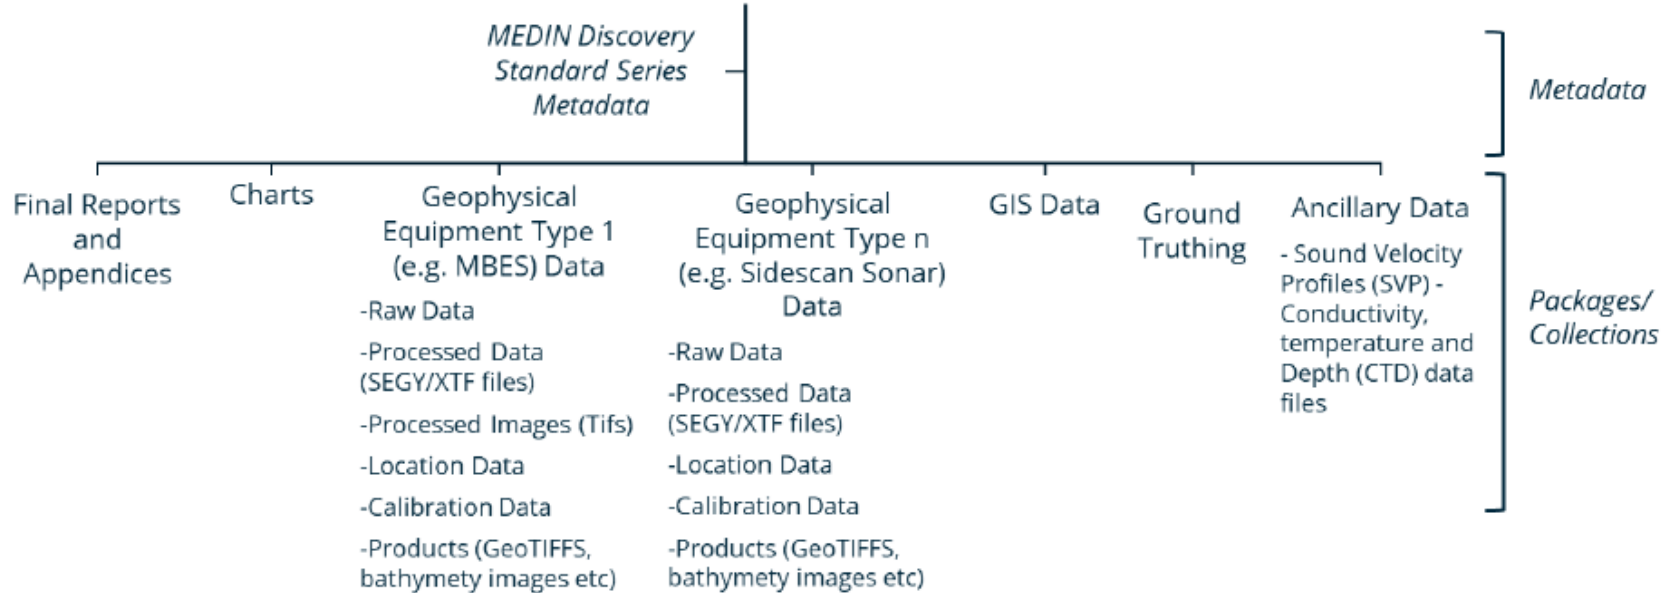 MEDIN Discovery
Standard Series
Metadata
Metadata
Final Reports
and
Appendices
Charts
Geophysical
Equipment Type 1
(e.g. MBES) Data
-Raw Data
-Processed Data
(SEGY/XTF files)
-Processed Images (Tifs)
-Location Data
-Calibration Data
-Products (GeoTIFFS,
bathymety images etc)
Geophysical
Equipment Type n
(e.g. Sidescan Sonar)
Data
-Raw Data
-Processed Data
(SEGY/XTF files)
-Location Data
-Calibration Data
-Products (GeoTIFFS,
bathymety images etc)
GIS Data
Ground
Truthing
Ancillary Data
- Sound Velocity
Profiles (SVP) -
Conductivity,
temperature and
Depth (CTD) data
files
Packages/
Collections